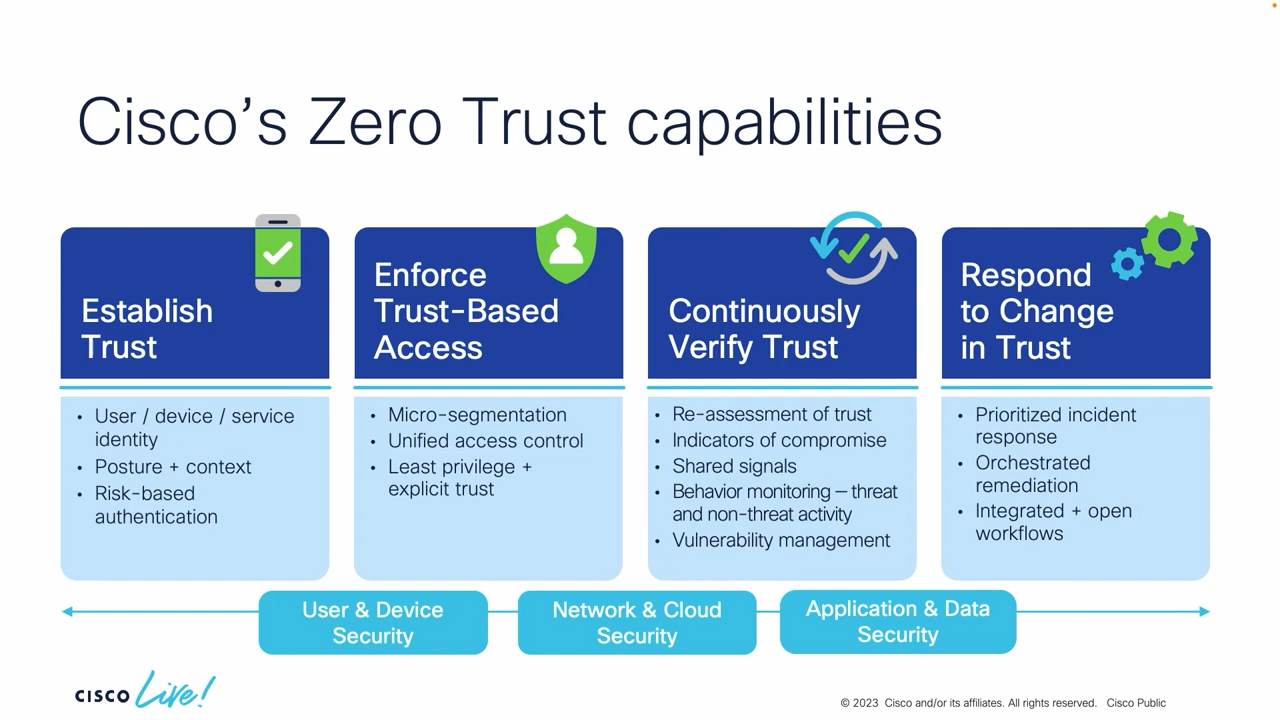 Cisco’s Zero Trust capabilities
Establish
Trust
• User / device / service
identity
• Posture + context
• Risk-based
authentication
Enforce
Trust-Based
Access
• Micro-segmentation
• Unified access control
• Least privilege +
explicit trust
Continuously
Verify Trust
• Re-assessment of trust
• Indicators of compromise
• Shared signals
• Behavior monitoring – threat
and non-threat activity
• Vulnerability management
Respond
to Change
in Trust
• Prioritized incident
response
• Orchestrated
remediation
• Integrated + open
workflows
User & Device
Security
Network & Cloud
Security
Application & Data
Security
CISCO Live!
© 2023 Cisco and/or its affiliates. All rights reserved. Cisco Public